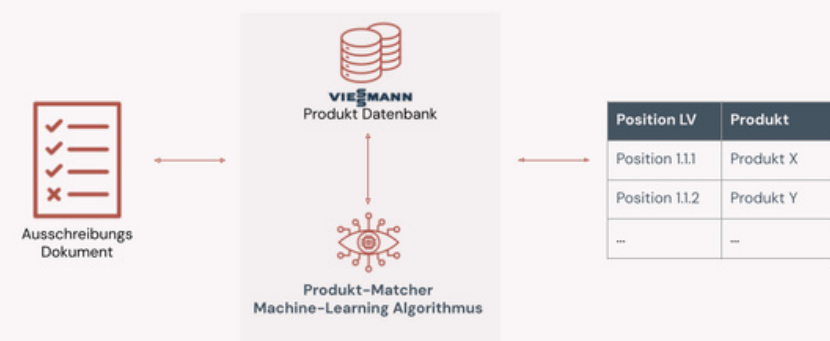 Ausschreibungs
Dokument
VIESMANN
Produkt Datenbank
Produkt-Matcher
Machine-Learning Algorithmus
Position LV Produkt
Position 1.1.1 Produkt X
Position 1.1.2 Produkt Y
... ...